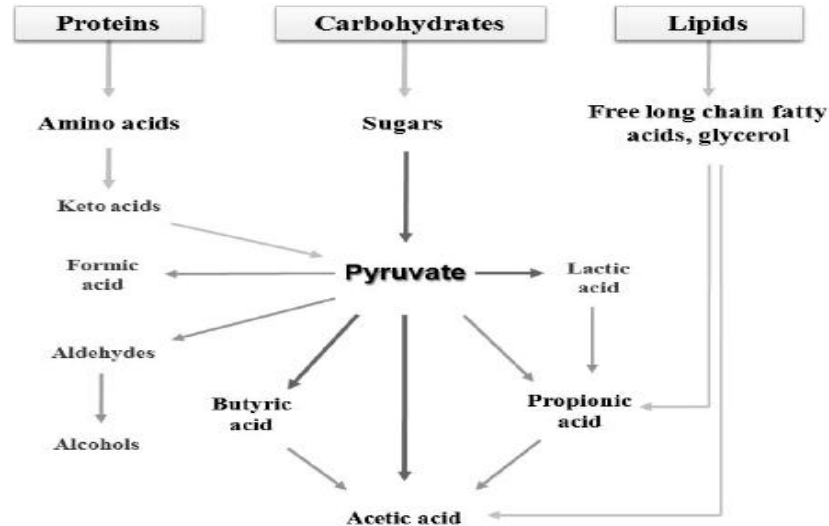 Proteins
Carbohydrates
Lipids
Amino acids
Sugars
Free long chain fatty
acids, glycerol
Keto acids
Formic
acid
Pyruvate
Lactic
acid
Aldehydes
Butyric
acid
Propionic
acid
Alcohols
Acetic acid